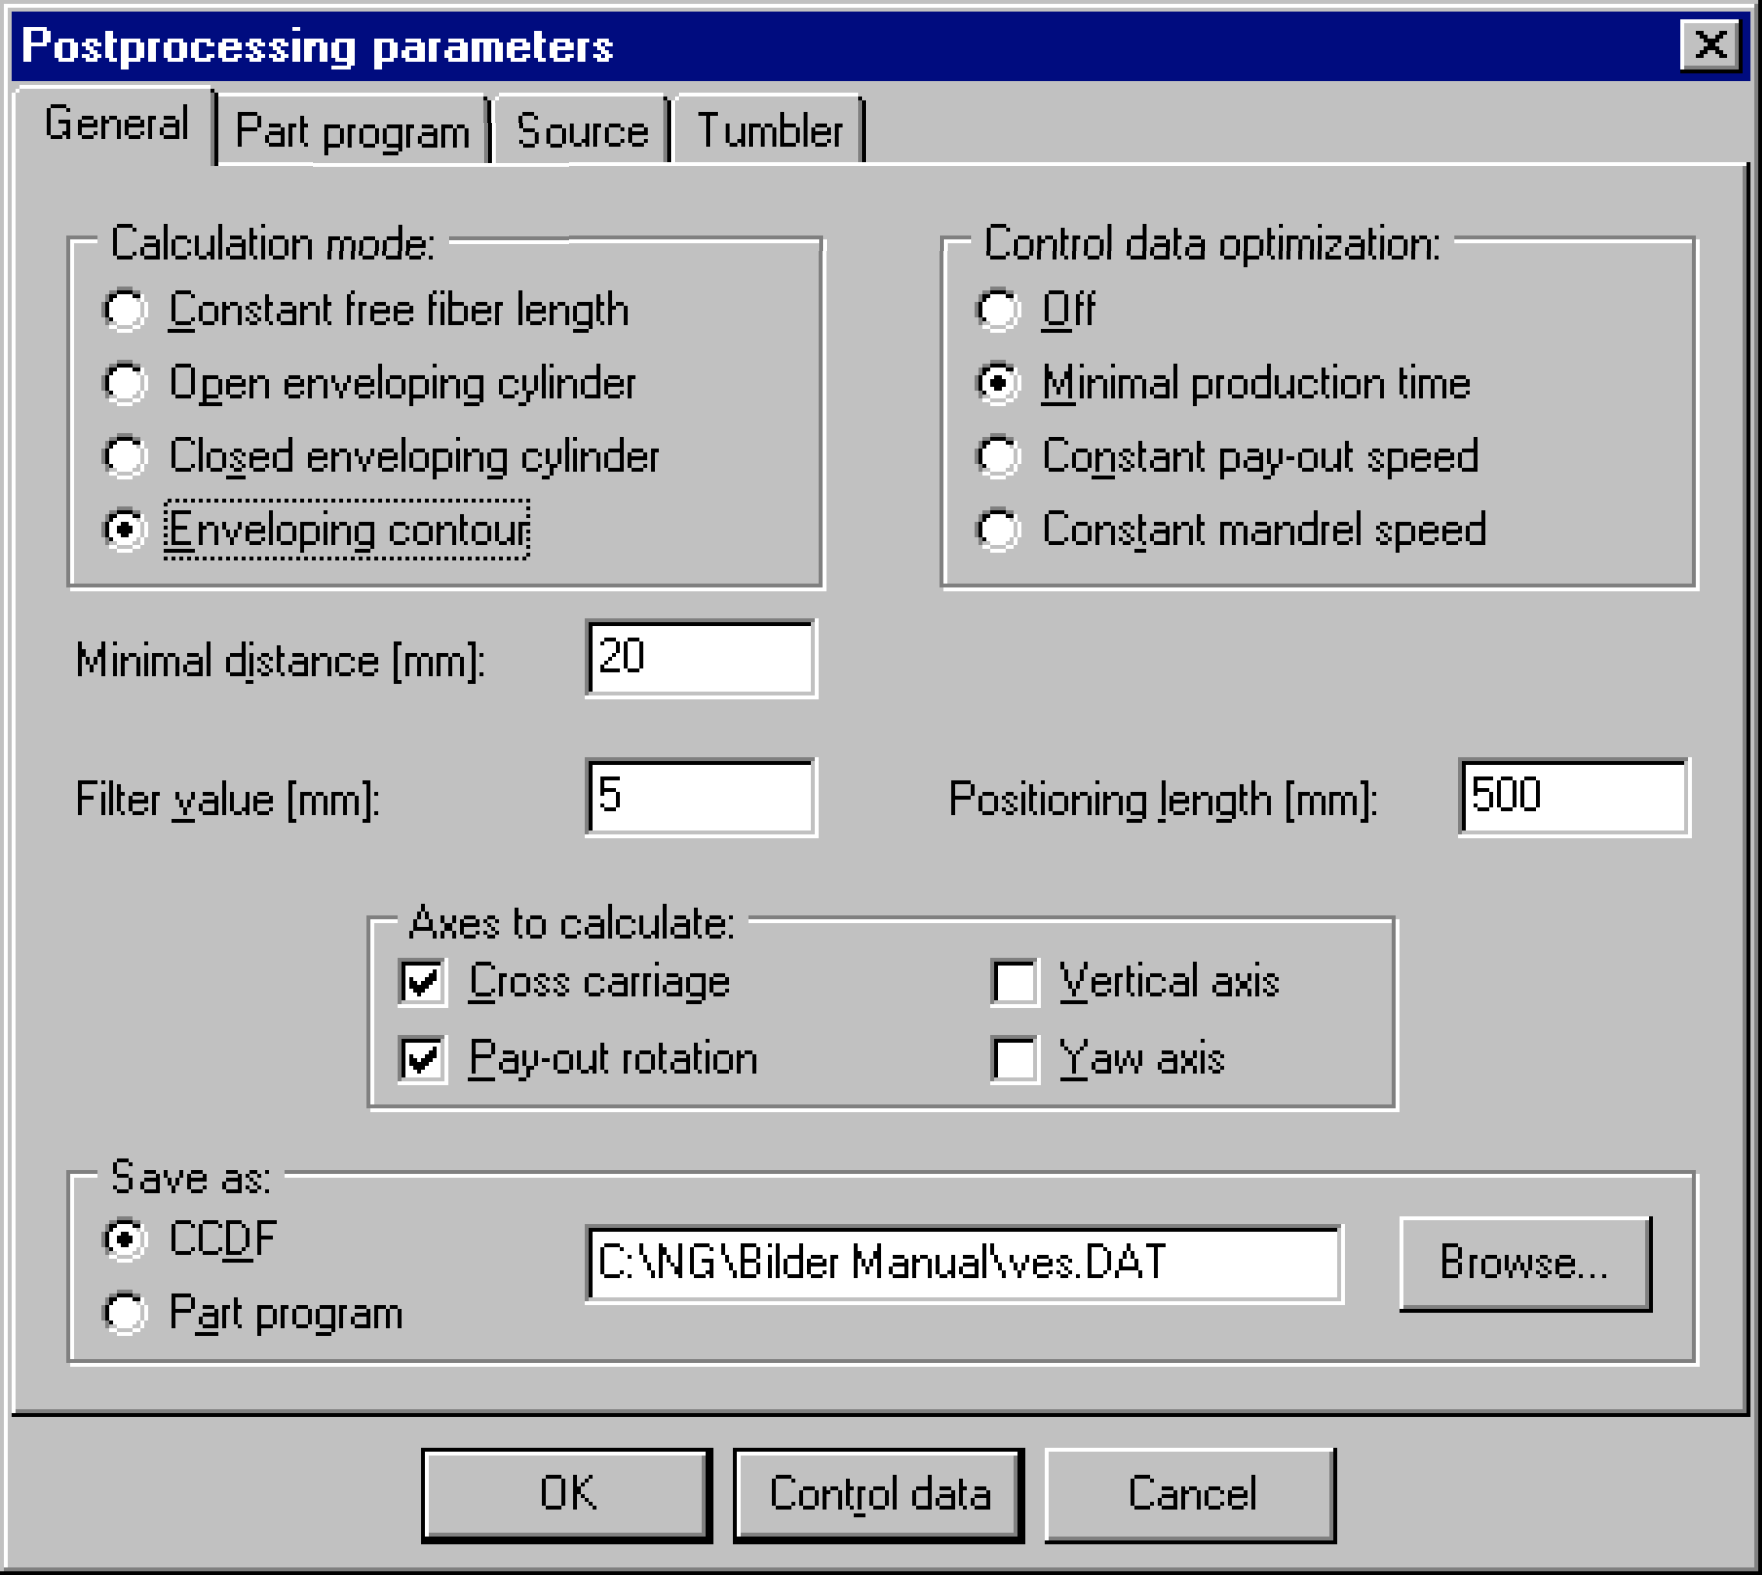 Postprocessing parameters
General Part program Source Tumbler
Calculation mode:
Constant free fiber length
Open enveloping cylinder
Closed enveloping cylinder
Enveloping contour
Control data optimization:
Off
Minimal production time
Constant pay-out speed
Constant mandrel speed
Minimal distance [mm]: 20
Filter value [mm]: 5
Positioning length [mm]: 500
Axes to calculate:
Cross carriage
Vertical axis
Pay-out rotation
Yaw axis
Save as:
CCDF
Part program
C:\NG\Bilder Manual\ves.DAT
Browse...
OK Control data Cancel